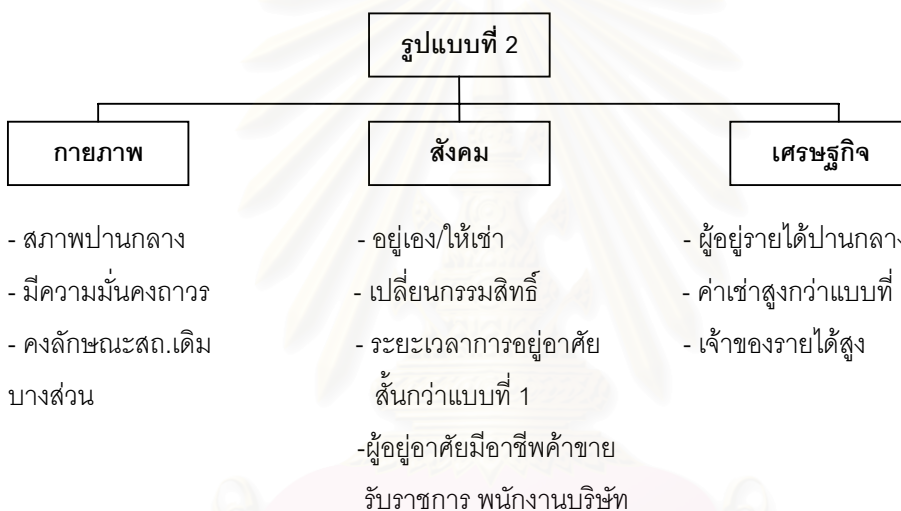 รูปแบบที่ 2
กายภาพ
- สภาพปานกลาง
- มีความมั่นคงถาวร
- คงลักษณะสถ.เดิม
บางส่วน
สังคม
- อยู่เอง/ให้เช่า
- เปลี่ยนกรรมสิทธิ์
- ระยะเวลาการอยู่อาศัย
สั้นกว่าแบบที่ 1
-ผู้อยู่อาศัยมีอาชีพค้าขาย
รับราชการ พนักงานบริษัท
เศรษฐกิจ
- ผู้อยู่รายได้ปานกลาง
- ค่าเช่าสูงกว่าแบบที่
- เจ้าของรายได้สูง